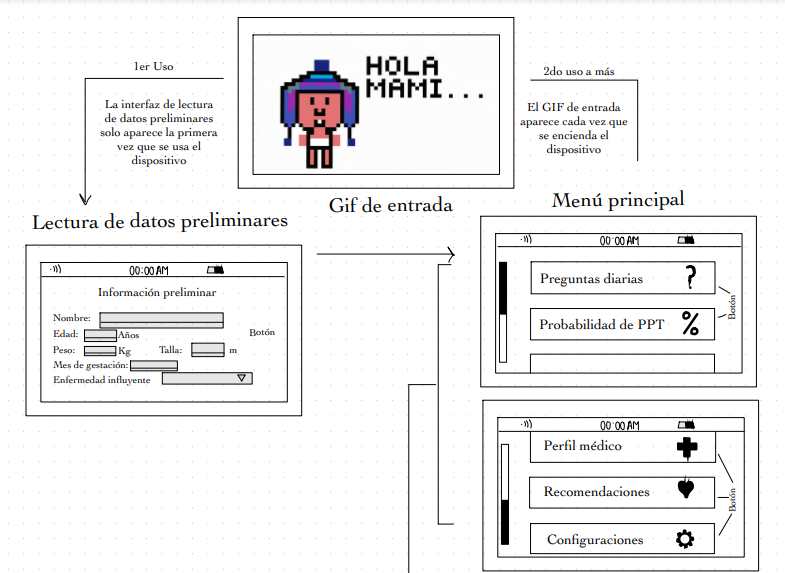 HOLA
MAMI...
1er Uso
La interfaz de lectura
de datos preliminares
solo aparece la primera
vez que se usa el
dispositivo
2do uso a más
El GIF de entrada
aparece cada vez que
se encienda el
dispositivo
Gif de entrada
Lectura de datos preliminares
00:00 AM
Información preliminar
Nombre:
Edad: Años
Botón
Peso: Kg Talla: m
Mes de gestación:
Enfermedad influyente
Menú principal
00:00 AM
Preguntas diarias ?
Probabilidad de PPT %
Botón
00:00 AM
Perfil médico
Recomendaciones
Configuraciones
Botón